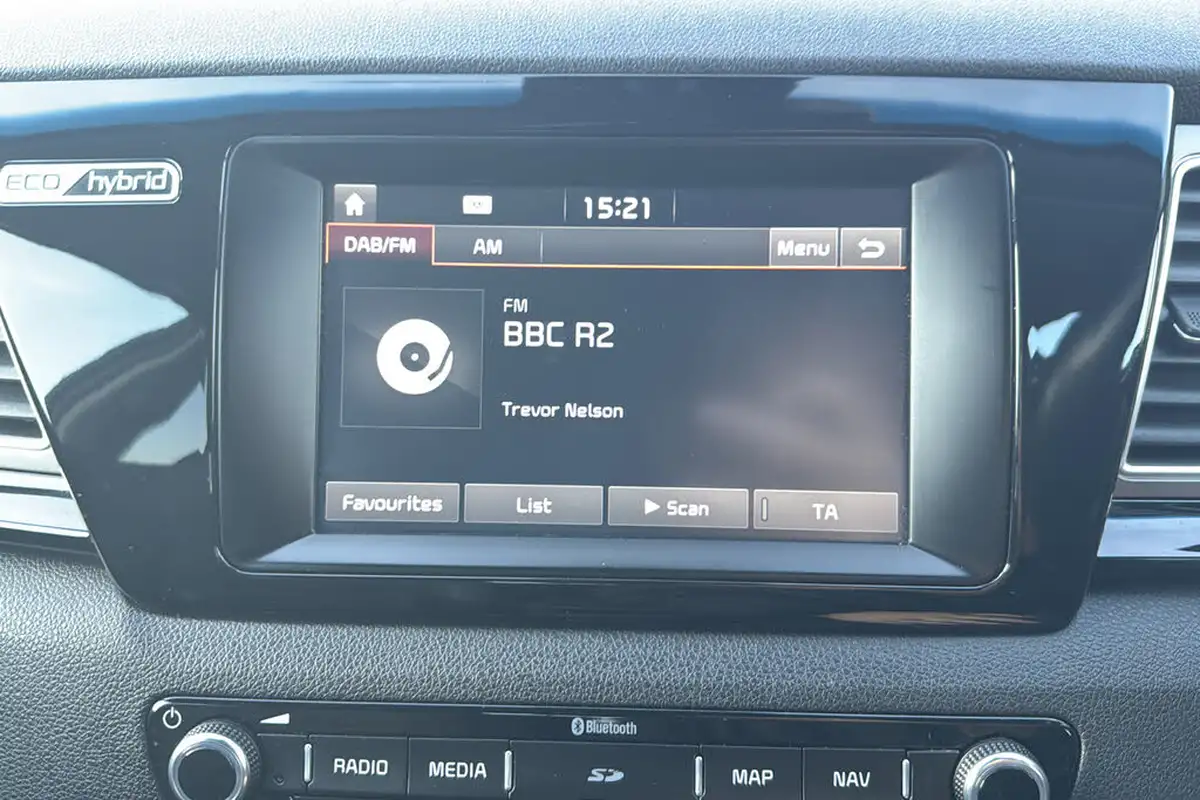 ECO hybrid
15:21
DAB/FM AM Menu
FM
BBC R2
Trevor Nelson
Favourites List Scan TA
Bluetooth
RADIO MEDIA SD MAP NAV